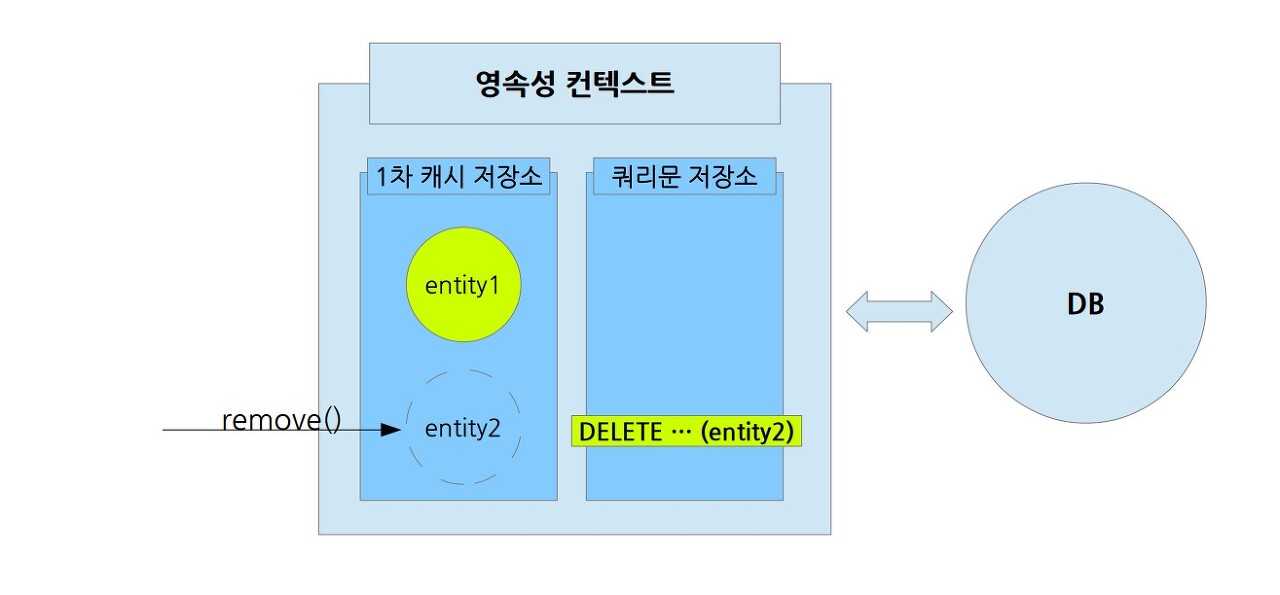 영속성 컨텍스트
1차 캐시 저장소
쿼리문 저장소
entity1
DB
remove()
entity2
DELETE ··· (entity2)